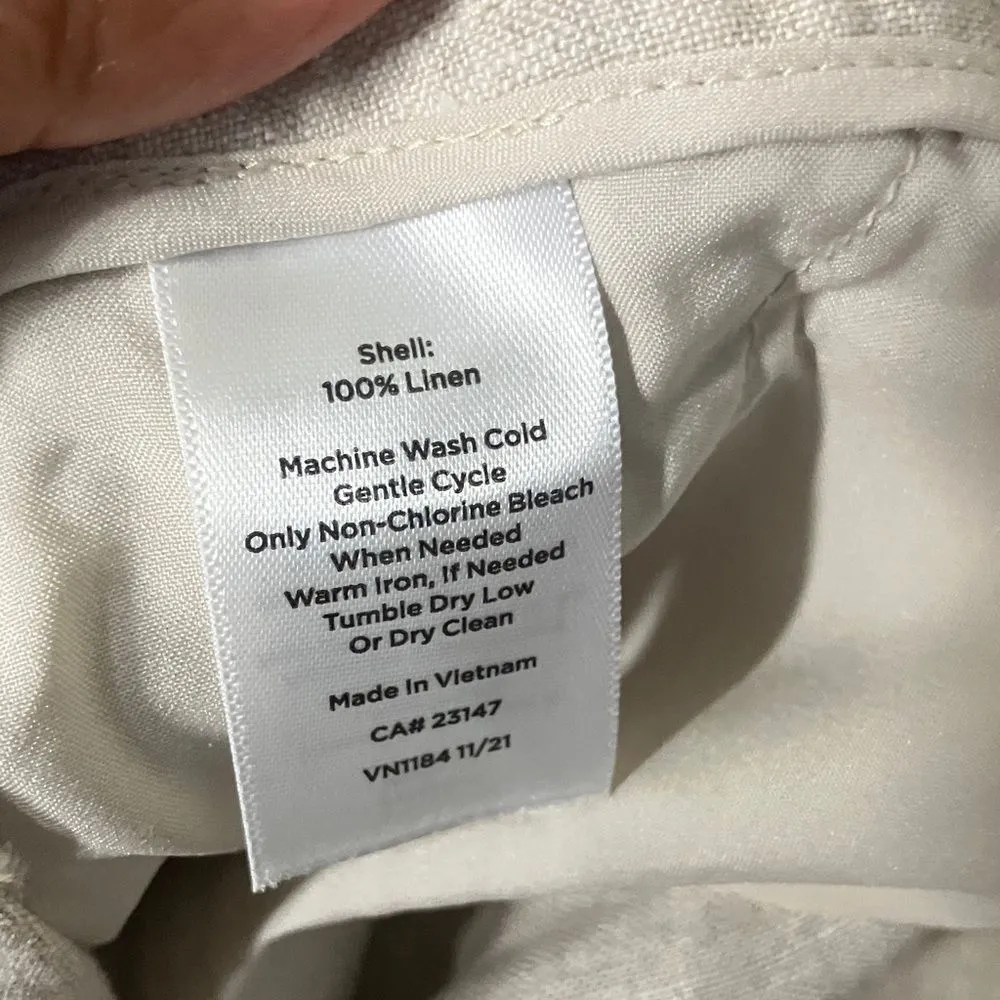 Shell:
100% Linen
Machine Wash Cold
Gentle Cycle
Only Non-Chlorine Bleach
When Needed
Warm Iron, If Needed
Tumble Dry Low
Or Dry Clean
Made In Vietnam
CA# 23147
VN1184 11/21